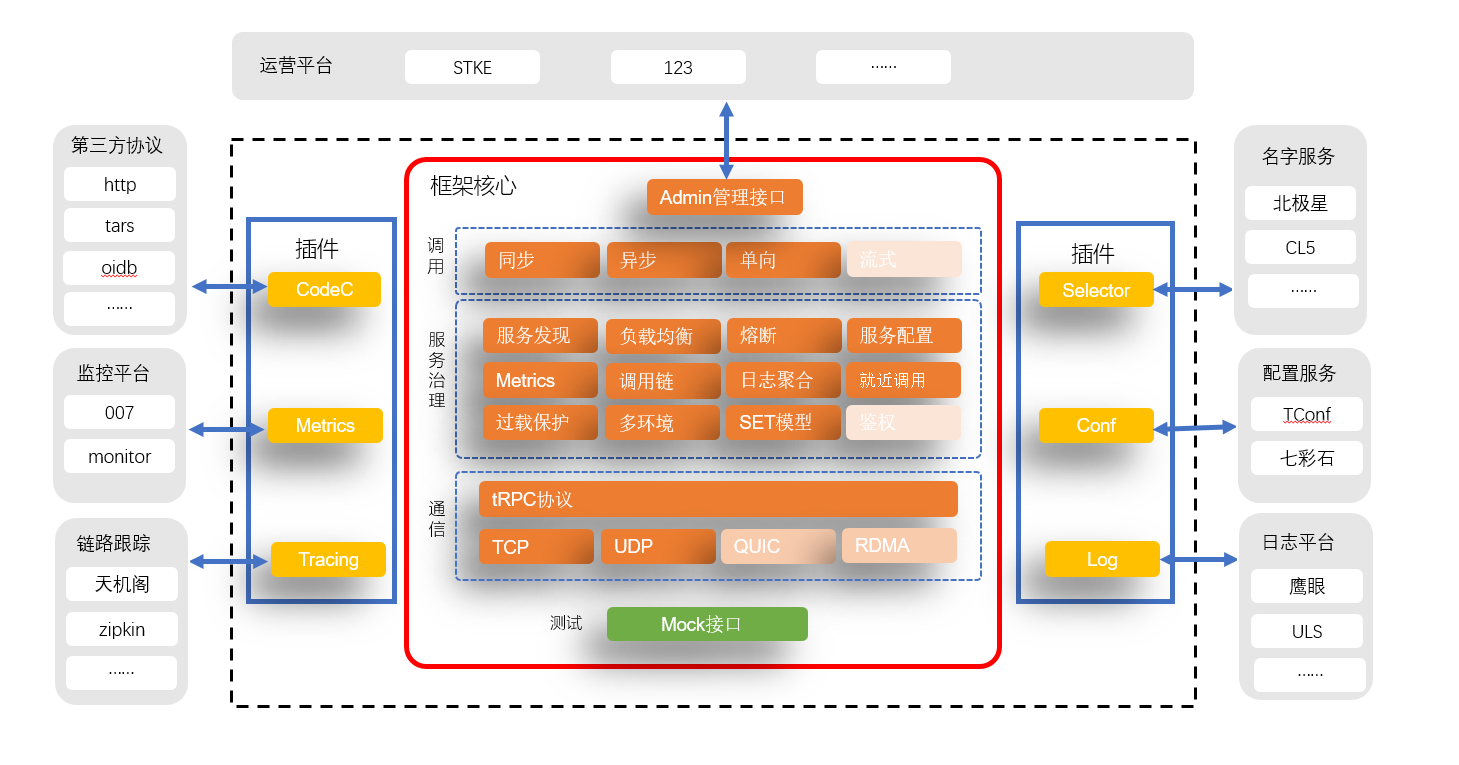 运营平台
STKE
123
……
第三方协议
http
tars
oidb
……
监控平台
007
monitor
链路跟踪
天机阁
zipkin
……
插件
CodeC
Metrics
Tracing
框架核心
Admin管理接口
调用
同步
异步
单向
流式
服务治理
服务发现
负载均衡
熔断
服务配置
Metrics
调用链
日志聚合
就近调用
过载保护
多环境
SET模型
鉴权
通信
tRPC协议
TCP
UDP
QUIC
RDMA
测试
Mock接口
插件
Selector
Conf
Log
名字服务
北极星
CL5
……
配置服务
TConf
七彩石
日志平台
鹰眼
ULS
……